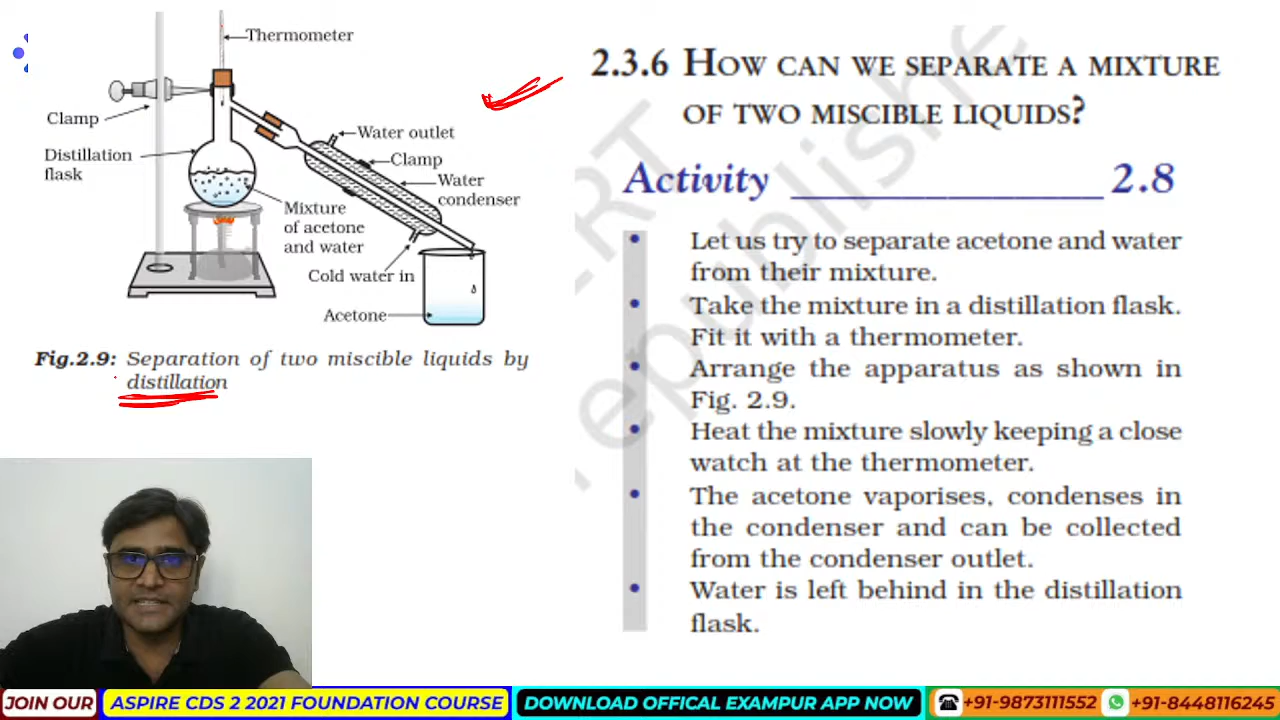 Thermometer
Clamp
Water outlet
Distillation
flask
Clamp
Water
condenser
Mixture
of acetone
and water
Cold water in
Acetone
Fig.2.9: Separation of two miscible liquids by
distillation
2.3.6 HOW CAN WE SEPARATE A MIXTURE
OF TWO MISCIBLE LIQUIDS?
Activity ____________________ 2.8
• Let us try to separate acetone and water
from their mixture.
• Take the mixture in a distillation flask.
Fit it with a thermometer.
• Arrange the apparatus as shown in
Fig. 2.9.
• Heat the mixture slowly keeping a close
watch at the thermometer.
• The acetone vaporises, condenses in
the condenser and can be collected
from the condenser outlet.
• Water is left behind in the distillation
flask.
JOIN OUR
ASPIRE CDS 2 2021 FOUNDATION COURSE
DOWNLOAD OFFICAL EXAMPUR APP NOW
+91-9873111552
+91-8448116245